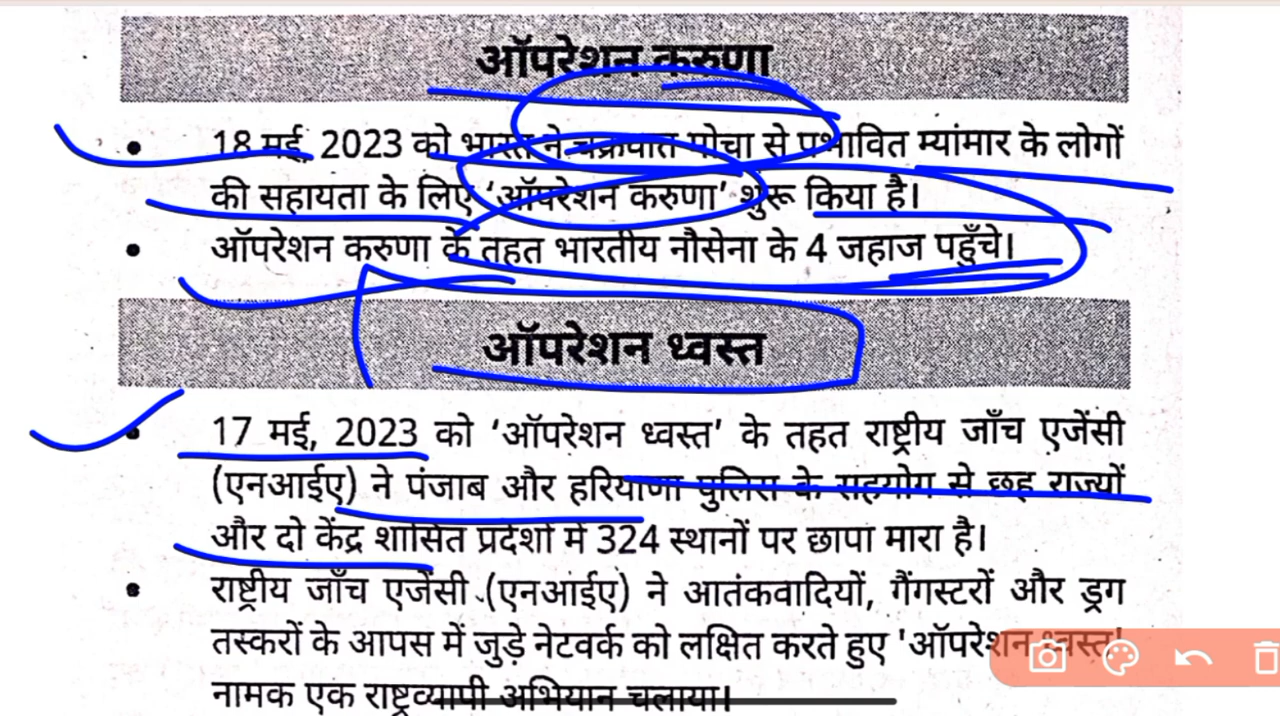 ऑपरेशन करुणा
• 18 मई, 2023 को भारत ने चक्रवात मोचा से प्रभावित म्यांमार के लोगों
की सहायता के लिए ‘ऑपरेशन करुणा’ शुरू किया है।
• ऑपरेशन करुणा के तहत भारतीय नौसेना के 4 जहाज पहुँचे।
ऑपरेशन ध्वस्त
• 17 मई, 2023 को ‘ऑपरेशन ध्वस्त’ के तहत राष्ट्रीय जाँच एजेंसी
(एनआईए) ने पंजाब और हरियाणा पुलिस के सहयोग से छह राज्यों
और दो केंद्र शासित प्रदेशों में 324 स्थानों पर छापा मारा है।
• राष्ट्रीय जाँच एजेंसी (एनआईए) ने आतंकवादियों, गैंगस्टरों और ड्रग
तस्करों के आपस में जुड़े नेटवर्क को लक्षित करते हुए 'ऑपरेशन ध्वस्त'
नामक एक राष्ट्रव्यापी अभियान चलाया।